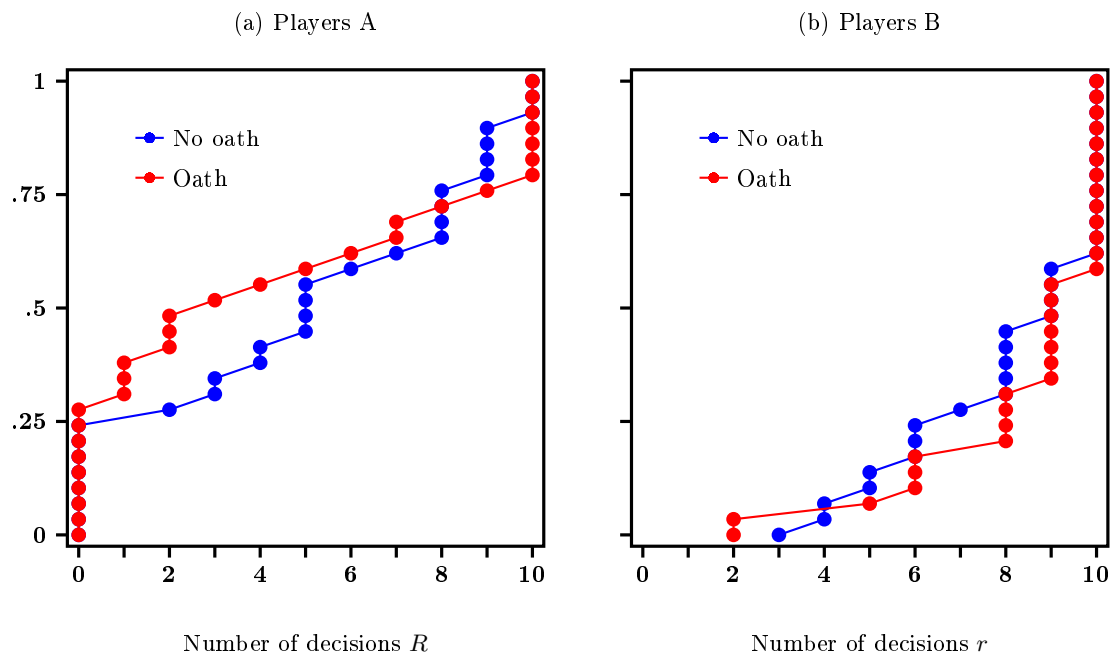 (a) Players A
(b) Players B
1
.75
.5
.25
0
No oath
Oath
No oath
Oath
0 2 4 6 8 10
0 2 4 6 8 10
Number of decisions R
Number of decisions r